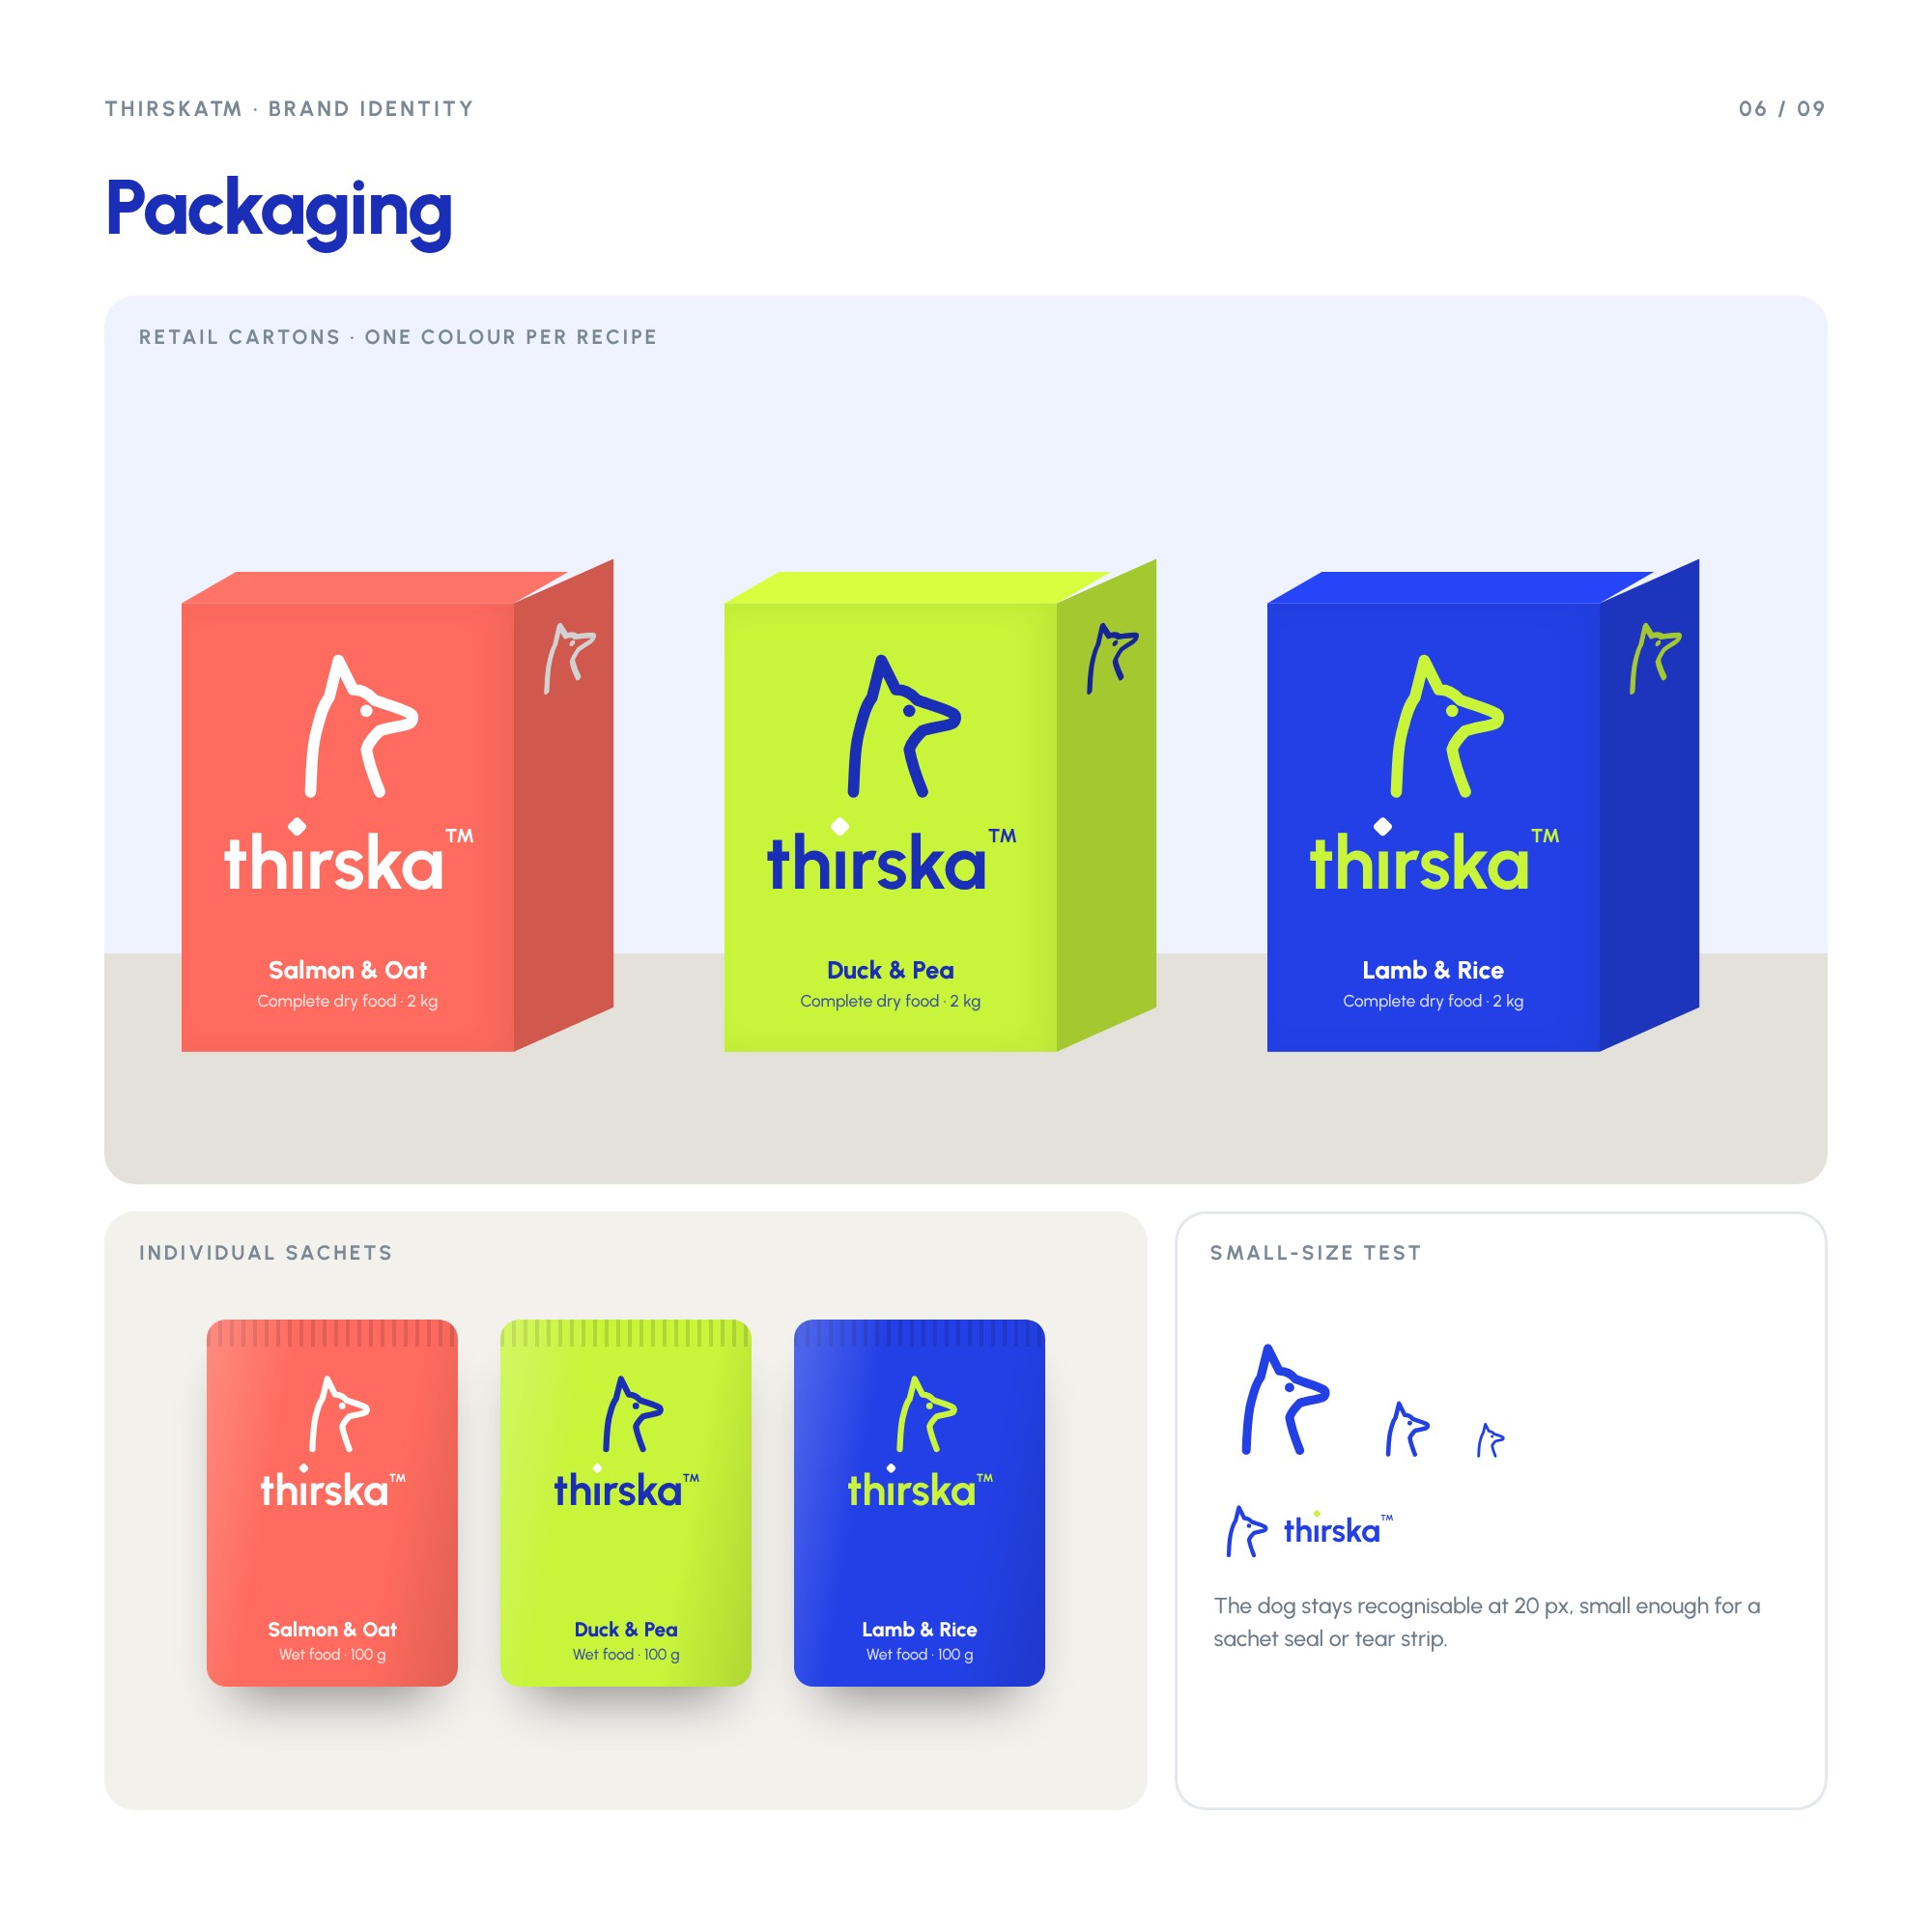 THIRSKATM · BRAND IDENTITY
06 / 09
Packaging
RETAIL CARTONS · ONE COLOUR PER RECIPE
thirska™
Salmon & Oat
Complete dry food · 2 kg
thirska™
Duck & Pea
Complete dry food · 2 kg
thirska™
Lamb & Rice
Complete dry food · 2 kg
INDIVIDUAL SACHETS
thirska™
Salmon & Oat
Wet food · 100 g
thirska™
Duck & Pea
Wet food · 100 g
thirska™
Lamb & Rice
Wet food · 100 g
SMALL-SIZE TEST
thirska™
The dog stays recognisable at 20 px, small enough for a
sachet seal or tear strip.